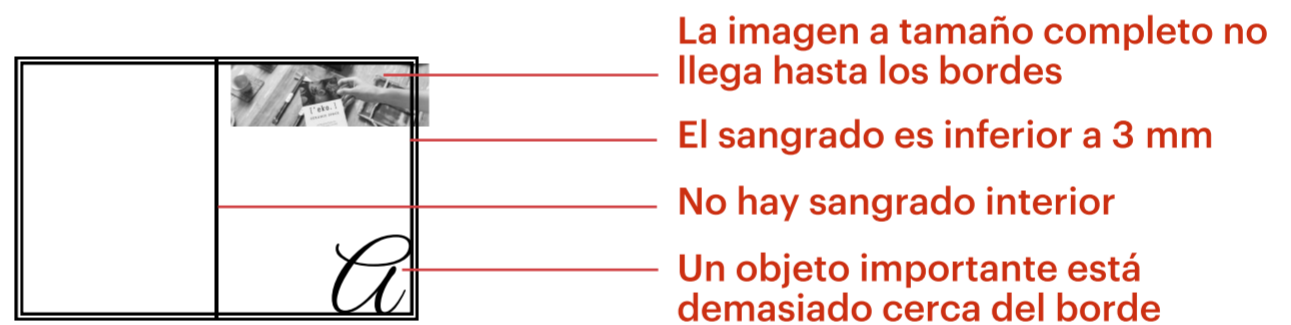 La imagen a tamaño completo no
llega hasta los bordes
El sangrado es inferior a 3 mm
No hay sangrado interior
Un objeto importante está
demasiado cerca del borde
a